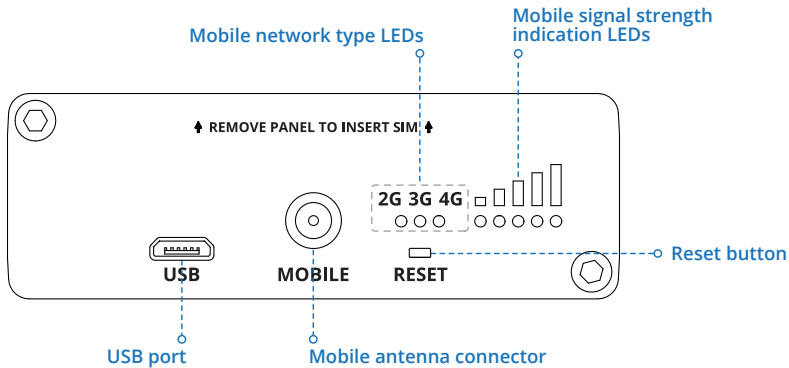 Mobile network type LEDs
Mobile signal strength
indication LEDs
REMOVE PANEL TO INSERT SIM
2G 3G 4G
USB
MOBILE
RESET
Reset button
USB port
Mobile antenna connector